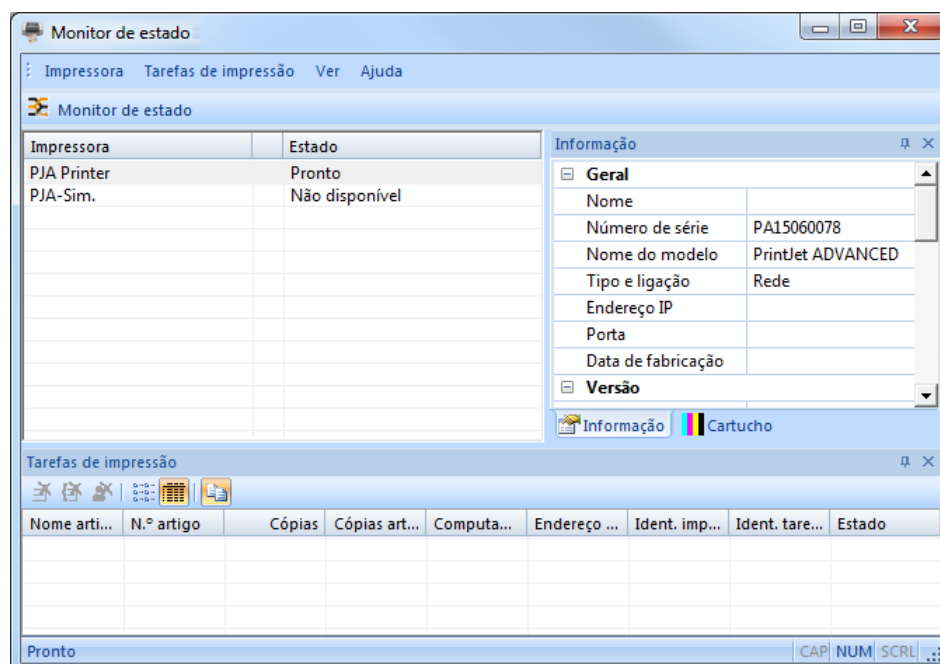 Monitor de estado
Impressora Tarefas de impressão Ver Ajuda
Monitor de estado
Impressora Estado
PJA Printer Pronto
PJA-Sim. Não disponível
Informação
Geral
Nome
Número de série PA15060078
Nome do modelo PrintJet ADVANCED
Tipo e ligação Rede
Endereço IP
Porta
Data de fabricação
Versão
Informação Cartucho
Tarefas de impressão
Nome arti... N.º artigo Cópias Cópias art... Computa... Endereço ... Ident. imp... Ident. tare... Estado
Pronto CAP NUM SCRL